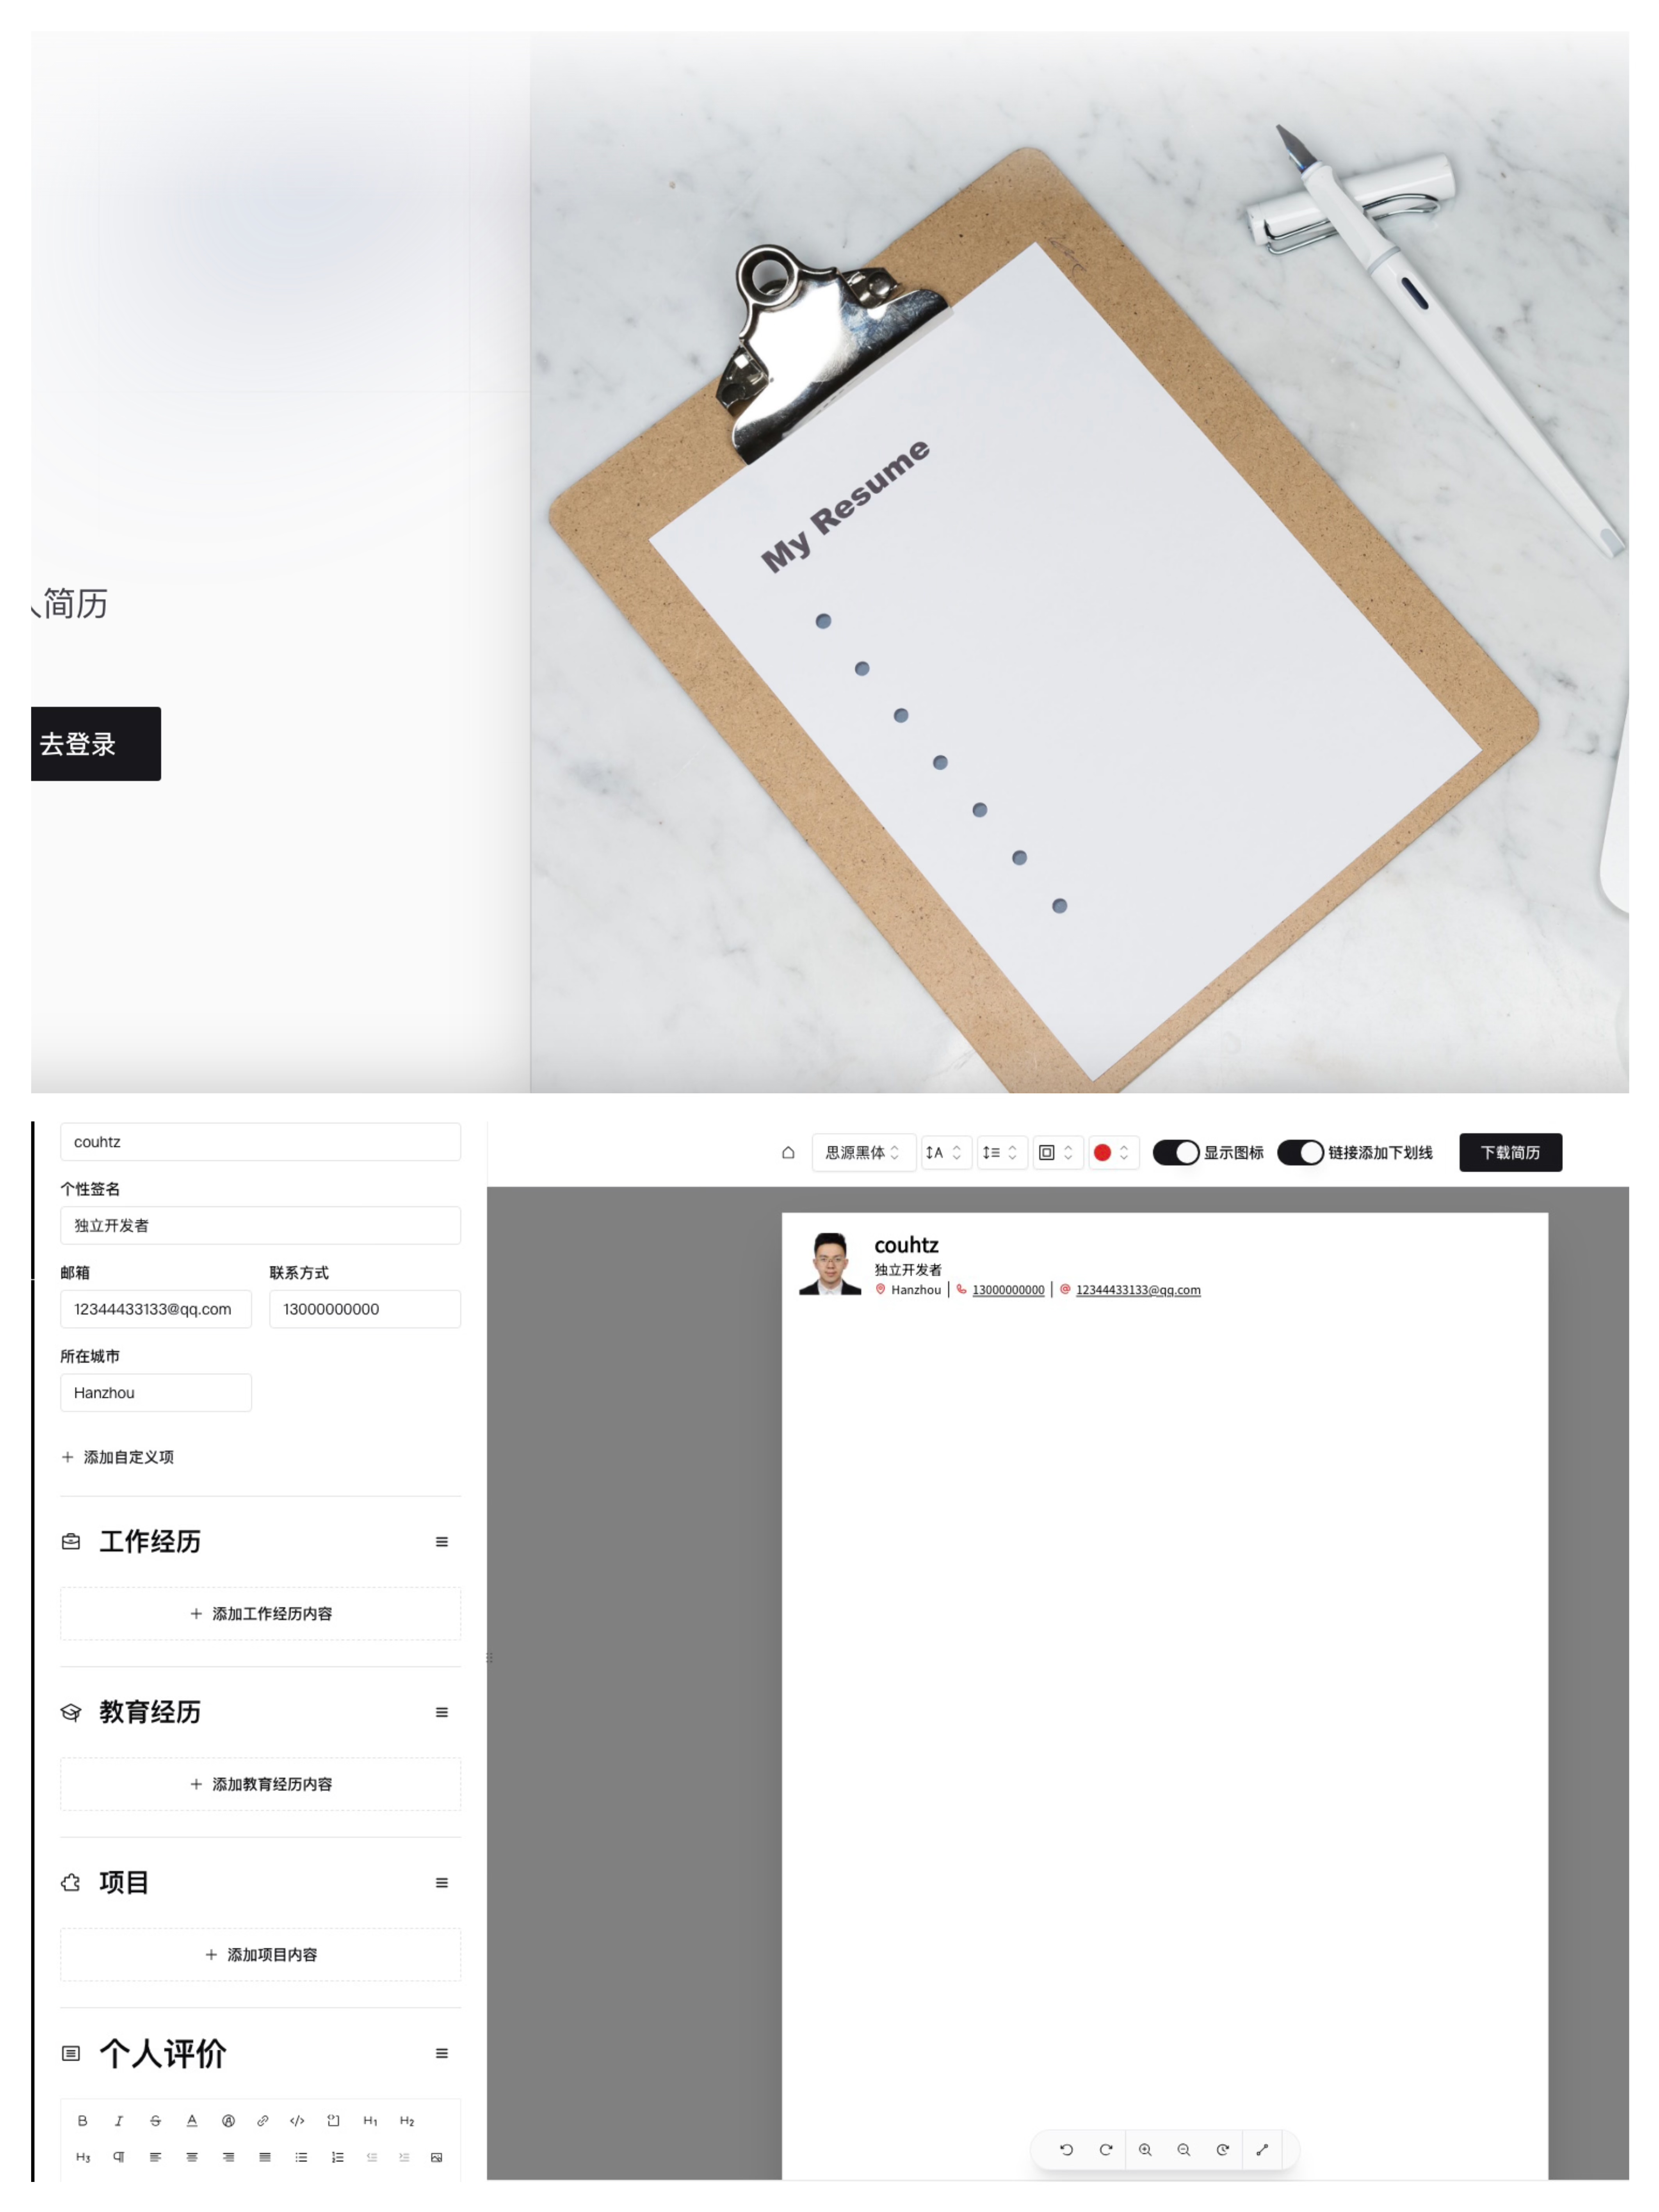 My Resume
人简历
去登录
couhtz
个性签名
独立开发者
邮箱 联系方式
12344433133@qq.com 13000000000
所在城市
Hanzhou
+ 添加自定义项
工作经历
+ 添加工作经历内容
教育经历
+ 添加教育经历内容
项目
+ 添加项目内容
个人评价
B I S A A </> H1 H2
H3
思源黑体 A 显示图标 链接添加下划线 下载简历
couhtz
独立开发者
Hanzhou | 13000000000 | 12344433133@qq.com